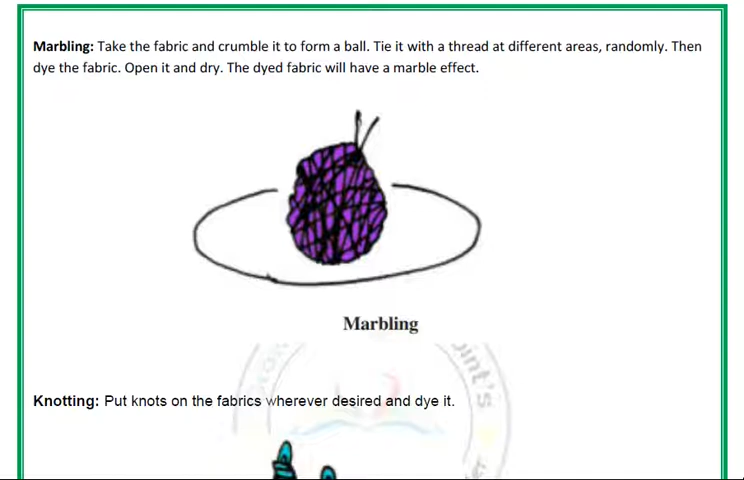 Marbling: Take the fabric and crumble it to form a ball. Tie it with a thread at different areas, randomly. Then
dye the fabric. Open it and dry. The dyed fabric will have a marble effect.
Marbling
Knotting: Put knots on the fabrics wherever desired and dye it.